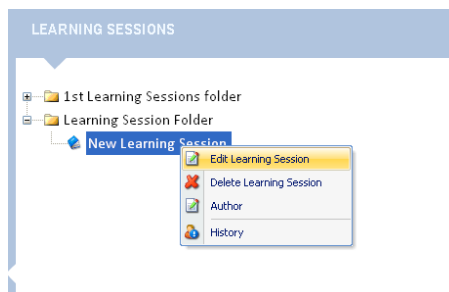 LEARNING SESSIONS
1st Learning Sessions folder
Learning Session Folder
New Learning Session
Edit Learning Session
Delete Learning Session
Author
History